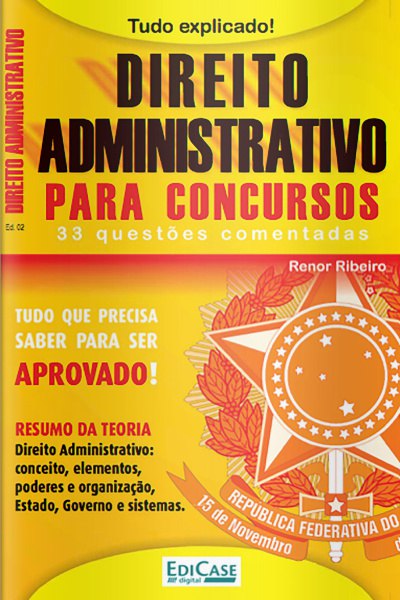 Tudo explicado!
DIREITO ADMINISTRATIVO
Ed. 02
DIREITO
ADMINISTRATIVO
PARA CONCURSOS
33 questões comentadas
Renor Ribeiro
TUDO QUE PRECISA
SABER PARA SER
APROVADO!
RESUMO DA TEORIA
Direito Administrativo:
conceito, elementos,
poderes e organização,
Estado, Governo e sistemas.
REPÚBLICA FEDERATIVA DO
15 de Novembro
d
EDICASE
digital